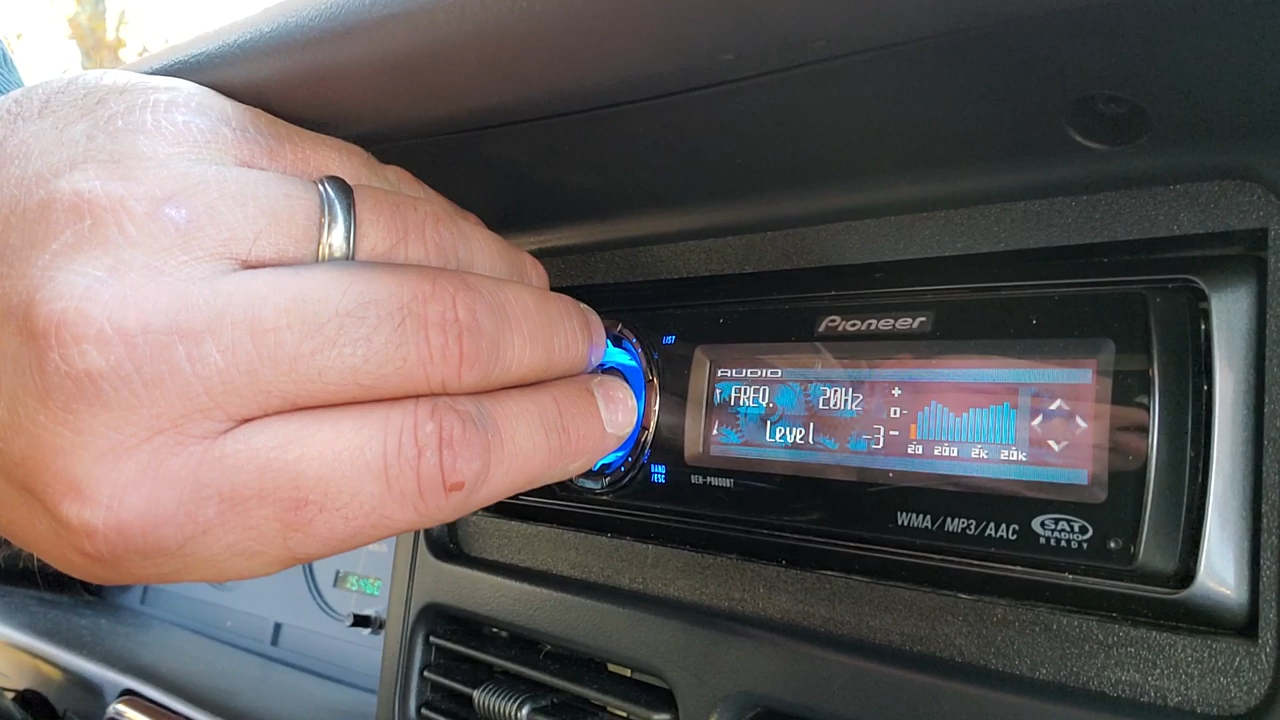 LIST
Pioneer
AUDIO
FREQ. 20Hz
Level -3
+
0-
-
20 200 2k 20k
BAND
/ESC
DEH-P9800BT
WMA/MP3/AAC
SAT
RADIO
READY